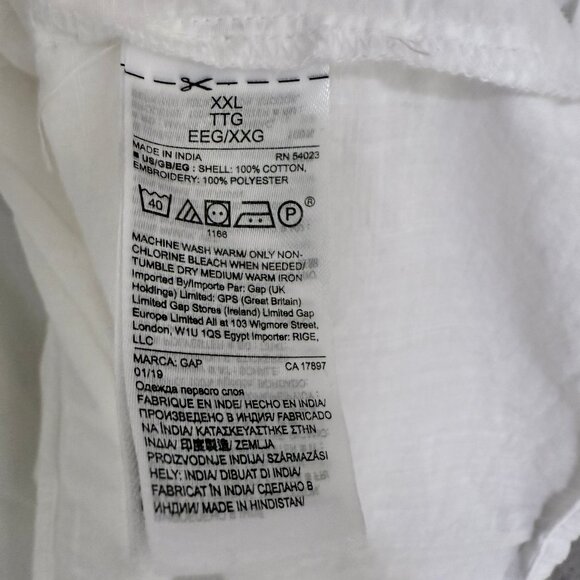 XXL
TTG
EEG/XXG
MADE IN INDIA RN 54023
■ US/GB/EG : SHELL: 100% COTTON,
EMBROIDERY: 100% POLYESTER
40 P ®
1166
MACHINE WASH WARM/ ONLY NON-
CHLORINE BLEACH WHEN NEEDED/
TUMBLE DRY MEDIUM/ WARM IRON
Imported By/Importe Par: Gap (UK
Holdings) Limited: GPS (Great Britain)
Limited Gap Stores (Ireland) Limited Gap
Europe Limited All at 103 Wigmore Street,
London, W1U 1QS Egypt Importer: RIGE,
LLC
MARCA: GAP CA 17897
01/19
Одежда первого слоя
FABRIQUE EN INDE/ HECHO EN INDIA/
ПРОИЗВЕДЕНО В ИНДИЯ/ FABRICADO
NA ÍNDIA/ ΚΑΤΑΣΚΕΥΑΣΤΗΚΕ ΣΤΗΝ
ΙΝΔΙΑ/ 印度製造/ ZEMLJA
PROIZVODNJE INDIJA/ SZÁRMAZÁSI
HELY: INDIA/ DIBUAT DI INDIA/
FABRICAT ÎN INDIA/ СДЕЛАНО В
ИНДИИ/ MADE IN HINDISTAN/